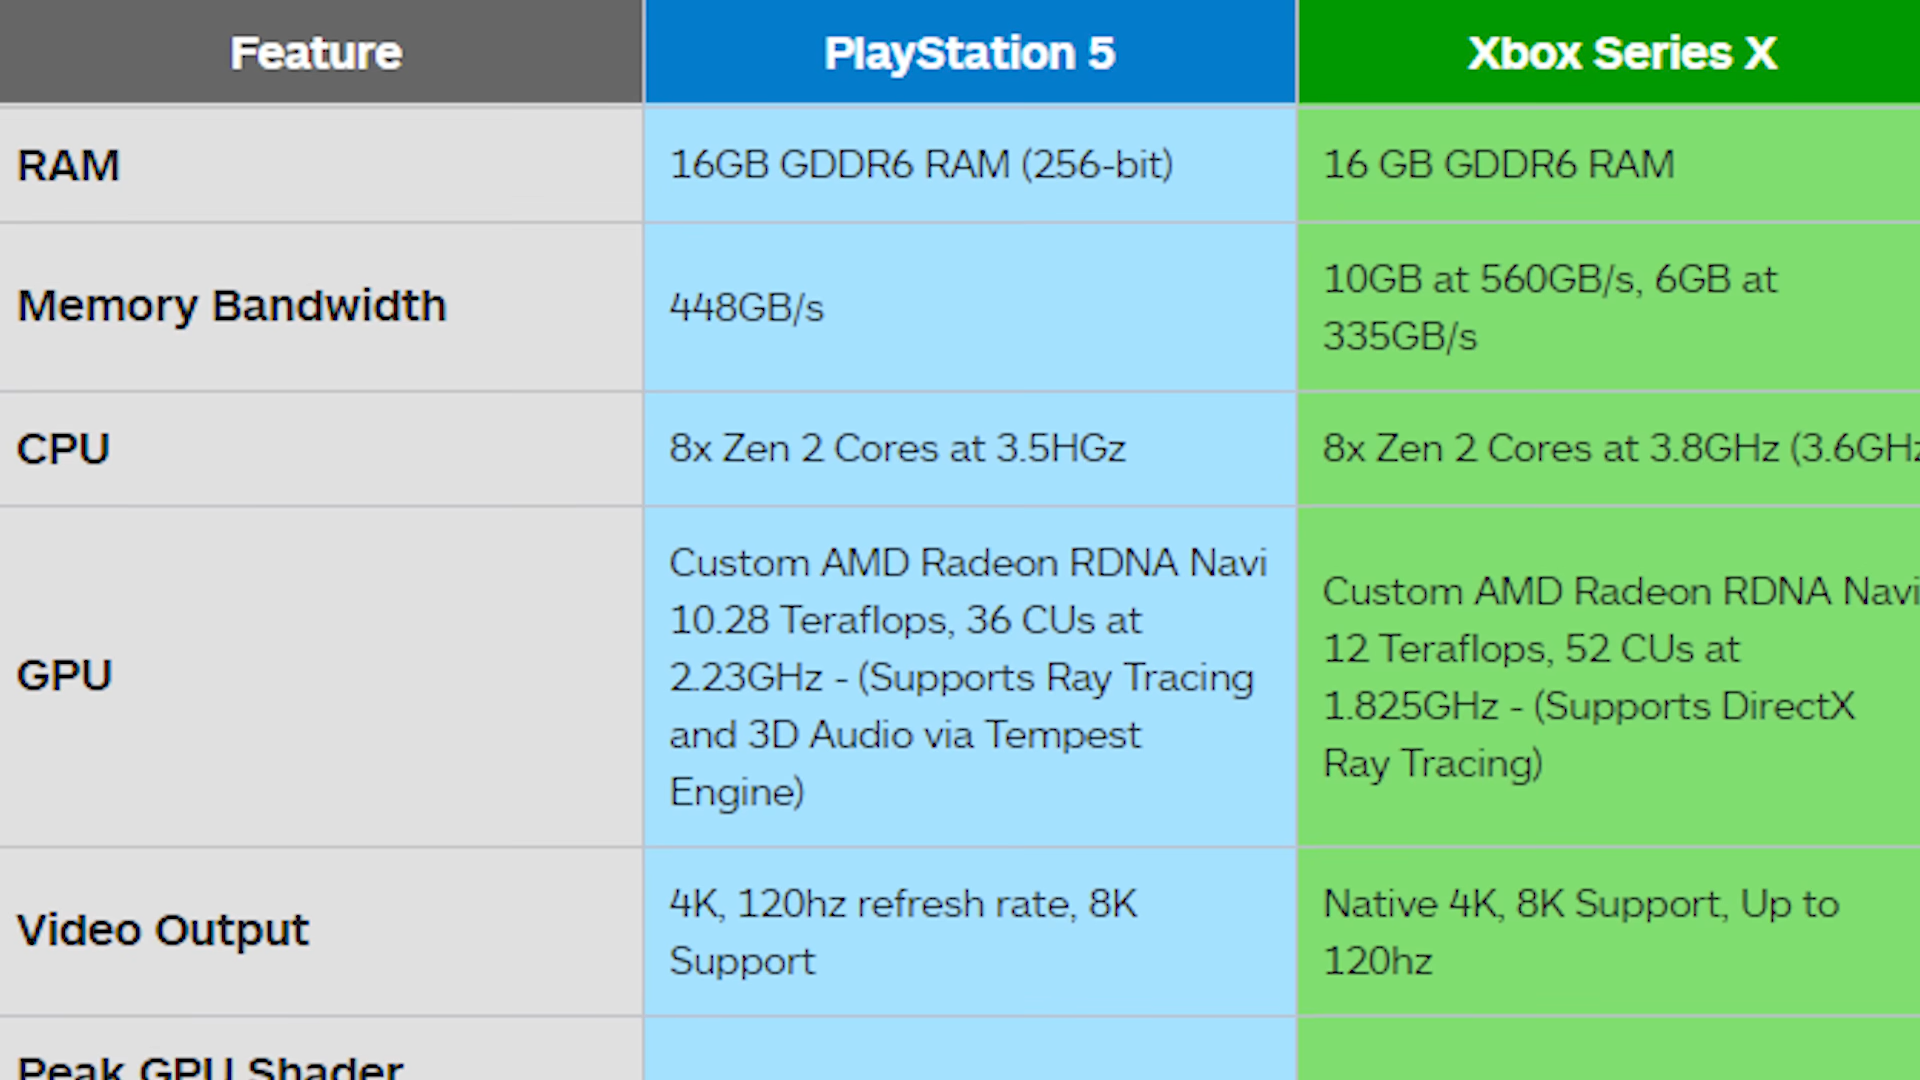 Feature PlayStation 5 Xbox Series X
RAM 16GB GDDR6 RAM (256-bit) 16 GB GDDR6 RAM
Memory Bandwidth 448GB/s 10GB at 560GB/s, 6GB at
335GB/s
CPU 8x Zen 2 Cores at 3.5HGz 8x Zen 2 Cores at 3.8GHz (3.6GHz
GPU
Custom AMD Radeon RDNA Navi
10.28 Teraflops, 36 CUs at
2.23GHz - (Supports Ray Tracing
and 3D Audio via Tempest
Engine)
Custom AMD Radeon RDNA Navi
12 Teraflops, 52 CUs at
1.825GHz - (Supports DirectX
Ray Tracing)
Video Output
4K, 120hz refresh rate, 8K
Support
Native 4K, 8K Support, Up to
120hz
Peak GPU Shader